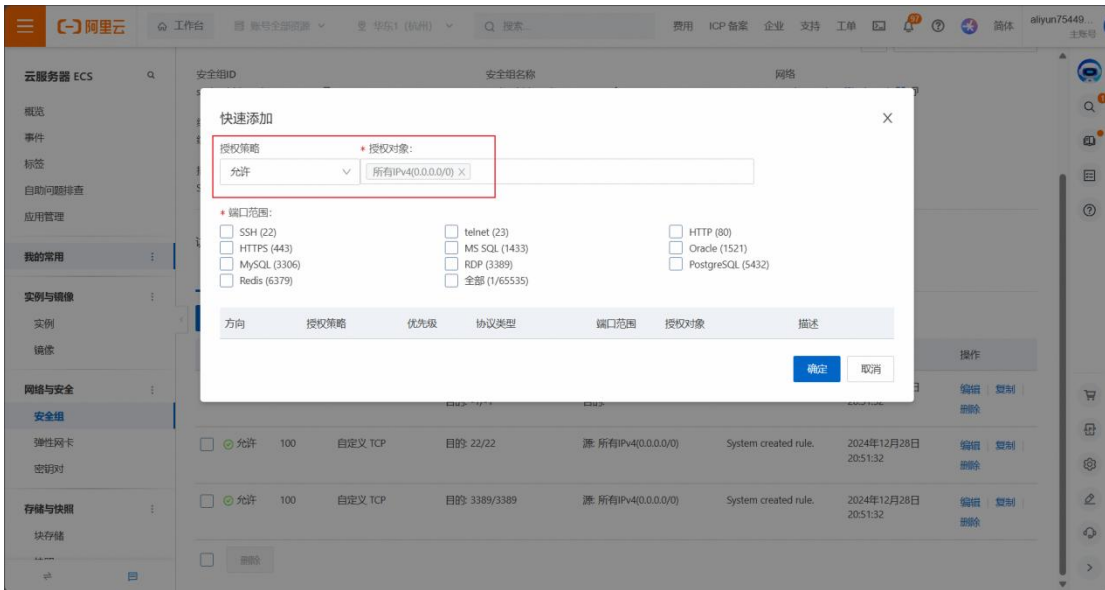 阿里云 工作台 账号全部资源 华东1 (杭州) 搜索... 费用 ICP 备案 企业 支持 工单 简体 aliyun75449...
主账号
云服务器 ECS
概览
事件
标签
自助问题排查
应用管理
我的常用
实例与镜像
实例
镜像
网络与安全
安全组
弹性网卡
密钥对
存储与快照
块存储
安全组ID 安全组名称 网络
快速添加
授权策略 * 授权对象:
允许 所有IPv4(0.0.0.0/0)
* 端口范围:
SSH (22) telnet (23) HTTP (80)
HTTPS (443) MS SQL (1433) Oracle (1521)
MySQL (3306) RDP (3389) PostgreSQL (5432)
Redis (6379) 全部 (1/65535)
方向 授权策略 优先级 协议类型 端口范围 授权对象 描述
确定 取消
操作
编辑 复制
删除
允许 100 自定义 TCP 目的: 22/22 源: 所有IPv4(0.0.0.0/0) System created rule. 2024年12月28日 编辑 复制
20:51:32 删除
允许 100 自定义 TCP 目的: 3389/3389 源: 所有IPv4(0.0.0.0/0) System created rule. 2024年12月28日 编辑 复制
20:51:32 删除
删除